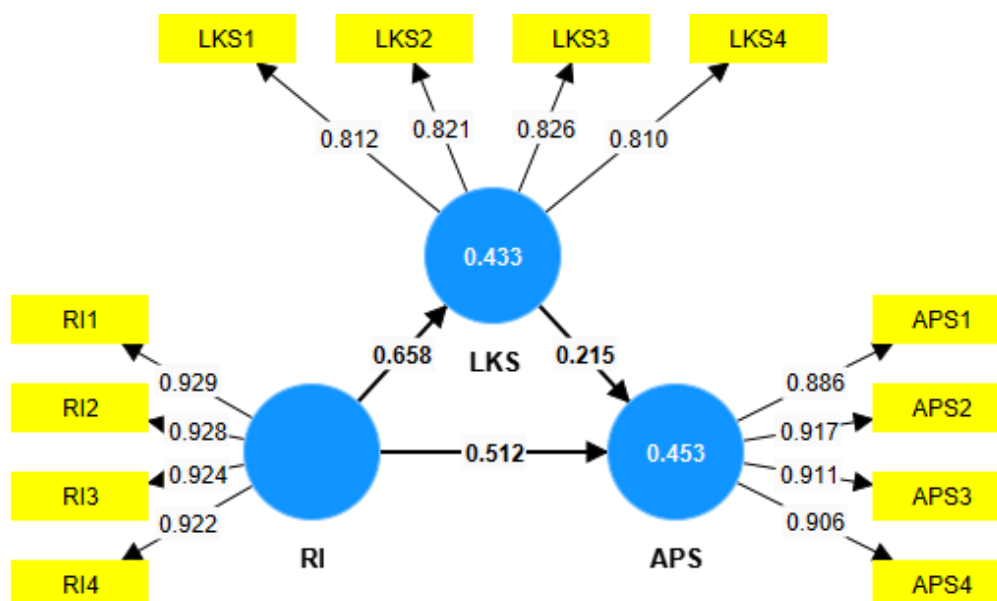 LKS1 LKS2 LKS3 LKS4
0.812 0.821 0.826 0.810
0.433
LKS
RI1
RI2
RI3
RI4
0.929
0.928
0.924
0.922
RI
0.658
0.215
0.512
0.453
APS
0.886
0.917
0.911
0.906
APS1
APS2
APS3
APS4